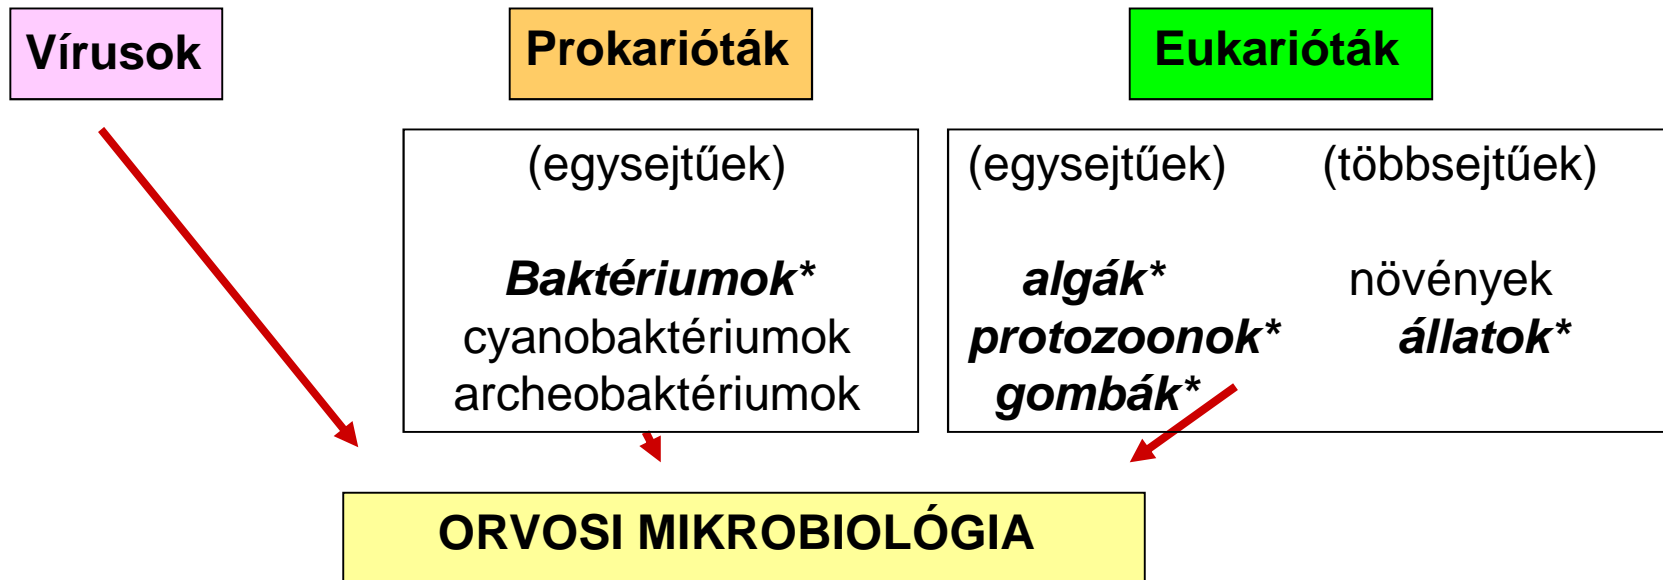 Vírusok
Prokarióták
Eukarióták
(egysejtűek)
Baktériumok*
cyanobaktériumok
archeobaktériumok
(egysejtűek) (többsejtűek)
algák* növények
protozoonok* állatok*
gombák*
ORVOSI MIKROBIOLÓGIA